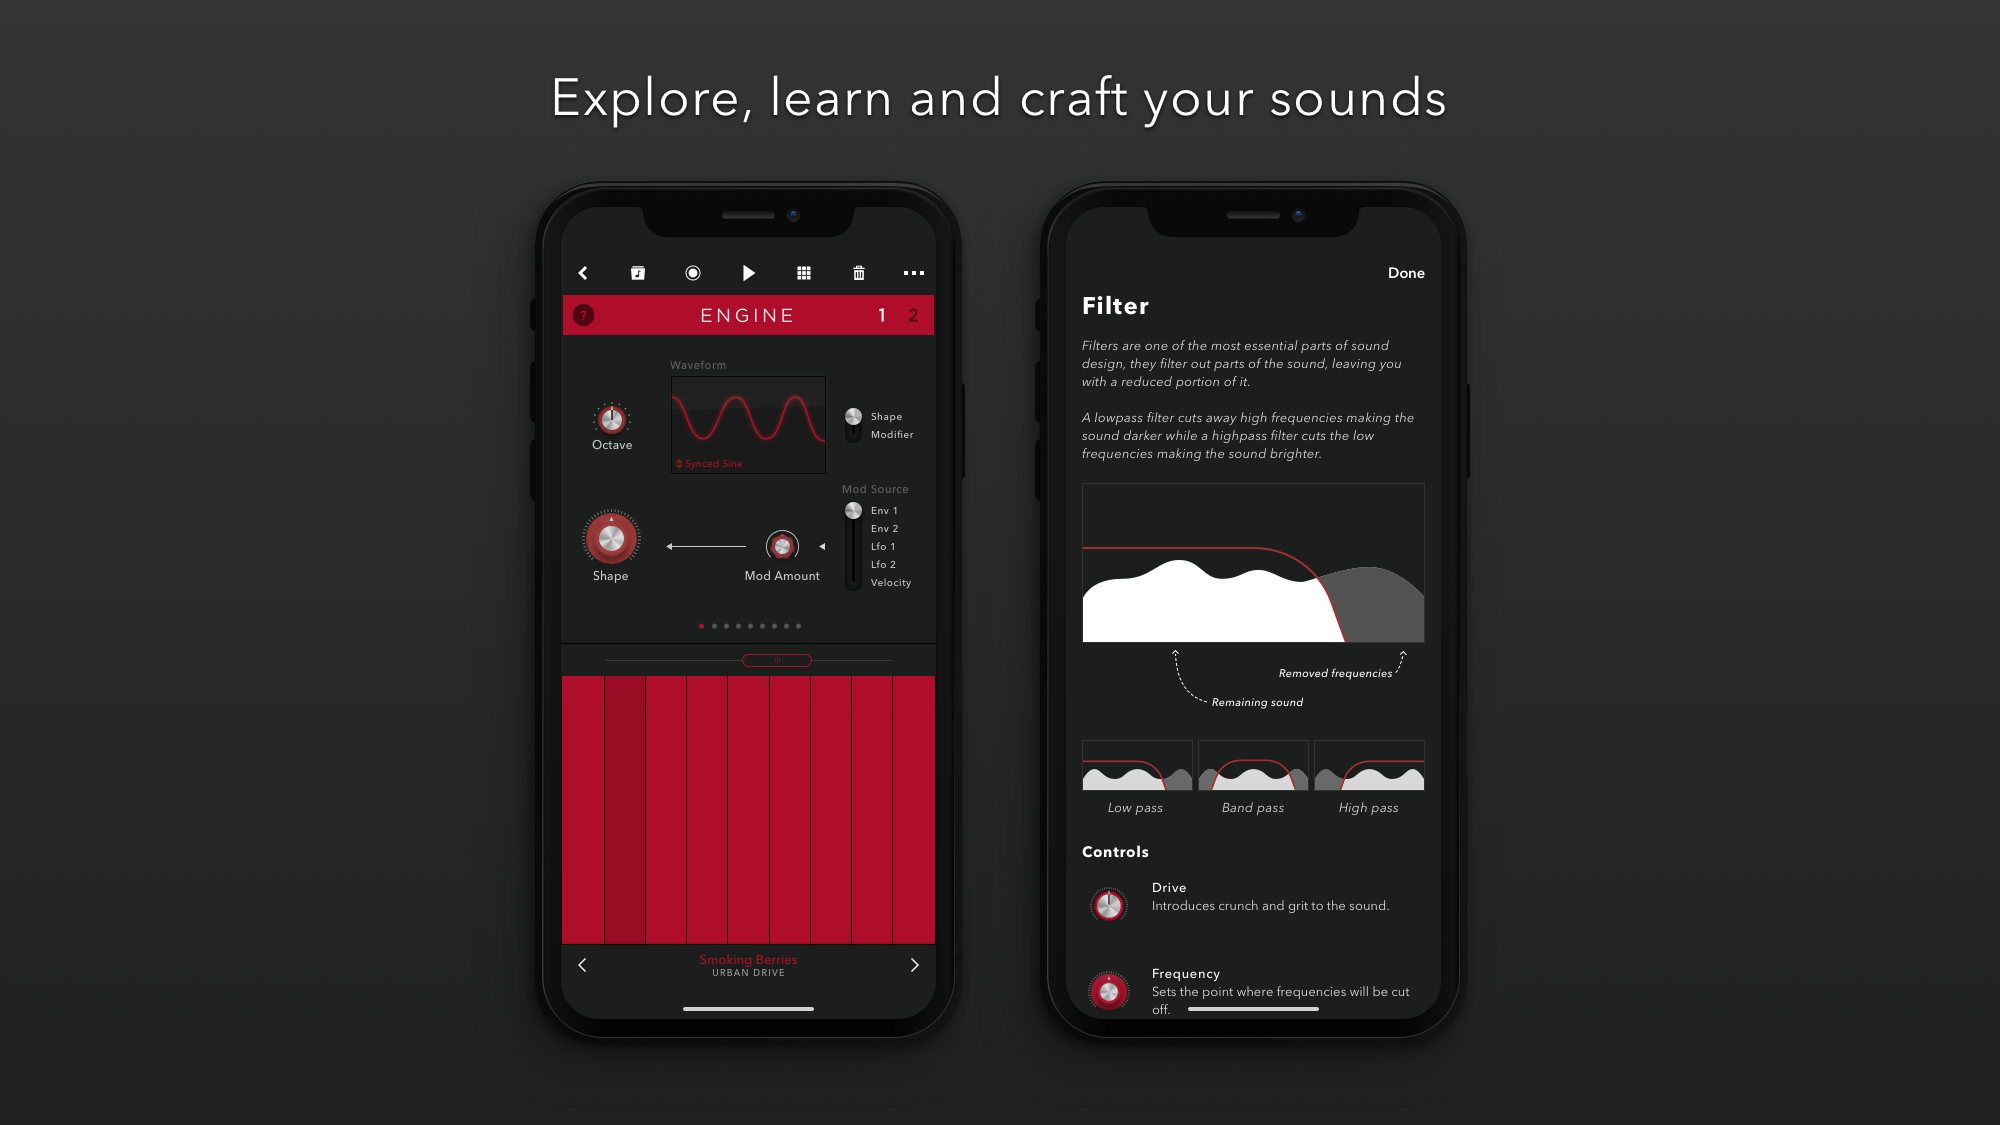 Explore, learn and craft your sounds
?
ENGINE
1
2
Waveform
Synced Sine
Octave
Shape
Modifier
Mod Source
Env 1
Env 2
Lfo 1
Lfo 2
Velocity
Shape
Mod Amount
Smoking Berries
URBAN DRIVE
Done
Filter
Filters are one of the most essential parts of sound
design, they filter out parts of the sound, leaving you
with a reduced portion of it.
A lowpass filter cuts away high frequencies making the
sound darker while a highpass filter cuts the low
frequencies making the sound brighter.
Removed frequencies
Remaining sound
Low pass
Band pass
High pass
Controls
Drive
Introduces crunch and grit to the sound.
Frequency
Sets the point where frequencies will be cut
off.